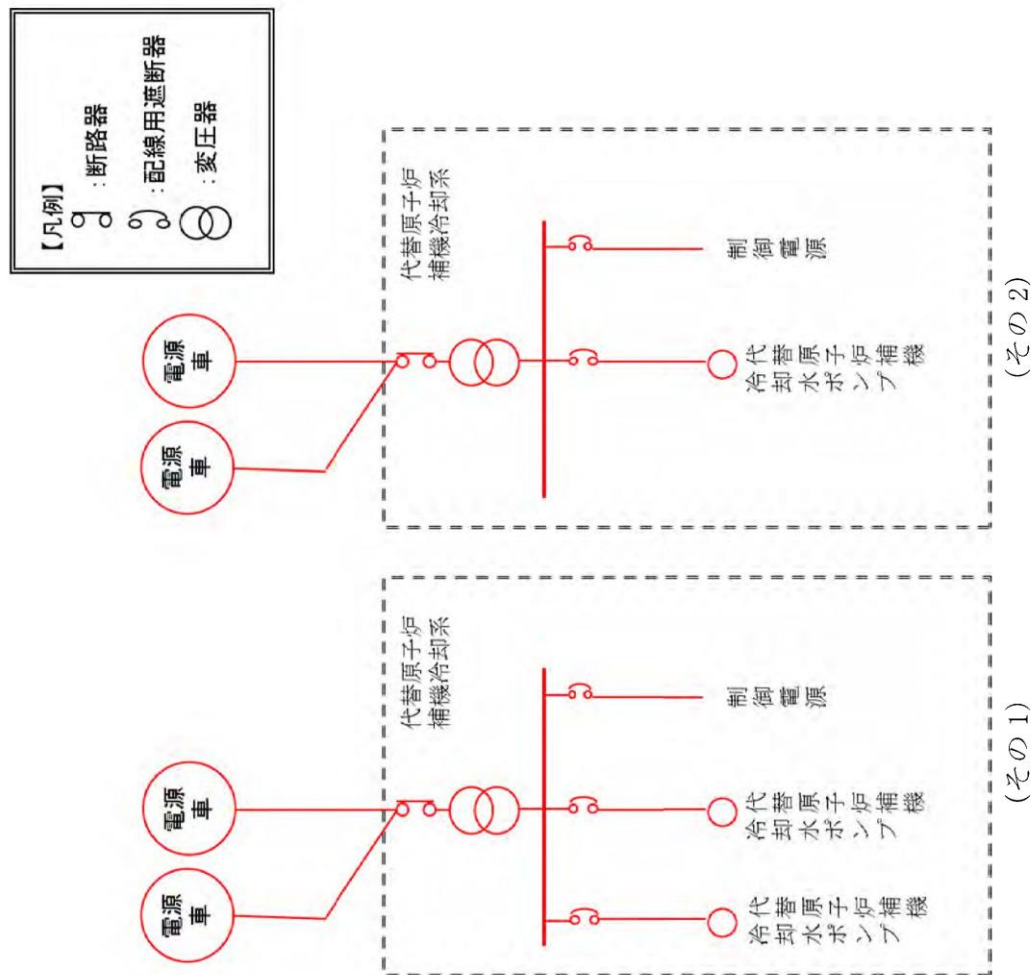 【凡例】
:断路器
:配線用遮断器
:変圧器
電源
車
電源
車
代替原子炉
補機冷却系
代替原子炉補機
冷却水ポンプ
代替原子炉補機
冷却水ポンプ
制御電源
(その1)
電源
車
電源
車
代替原子炉
補機冷却系
代替原子炉補機
冷却水ポンプ
制御電源
(その2)